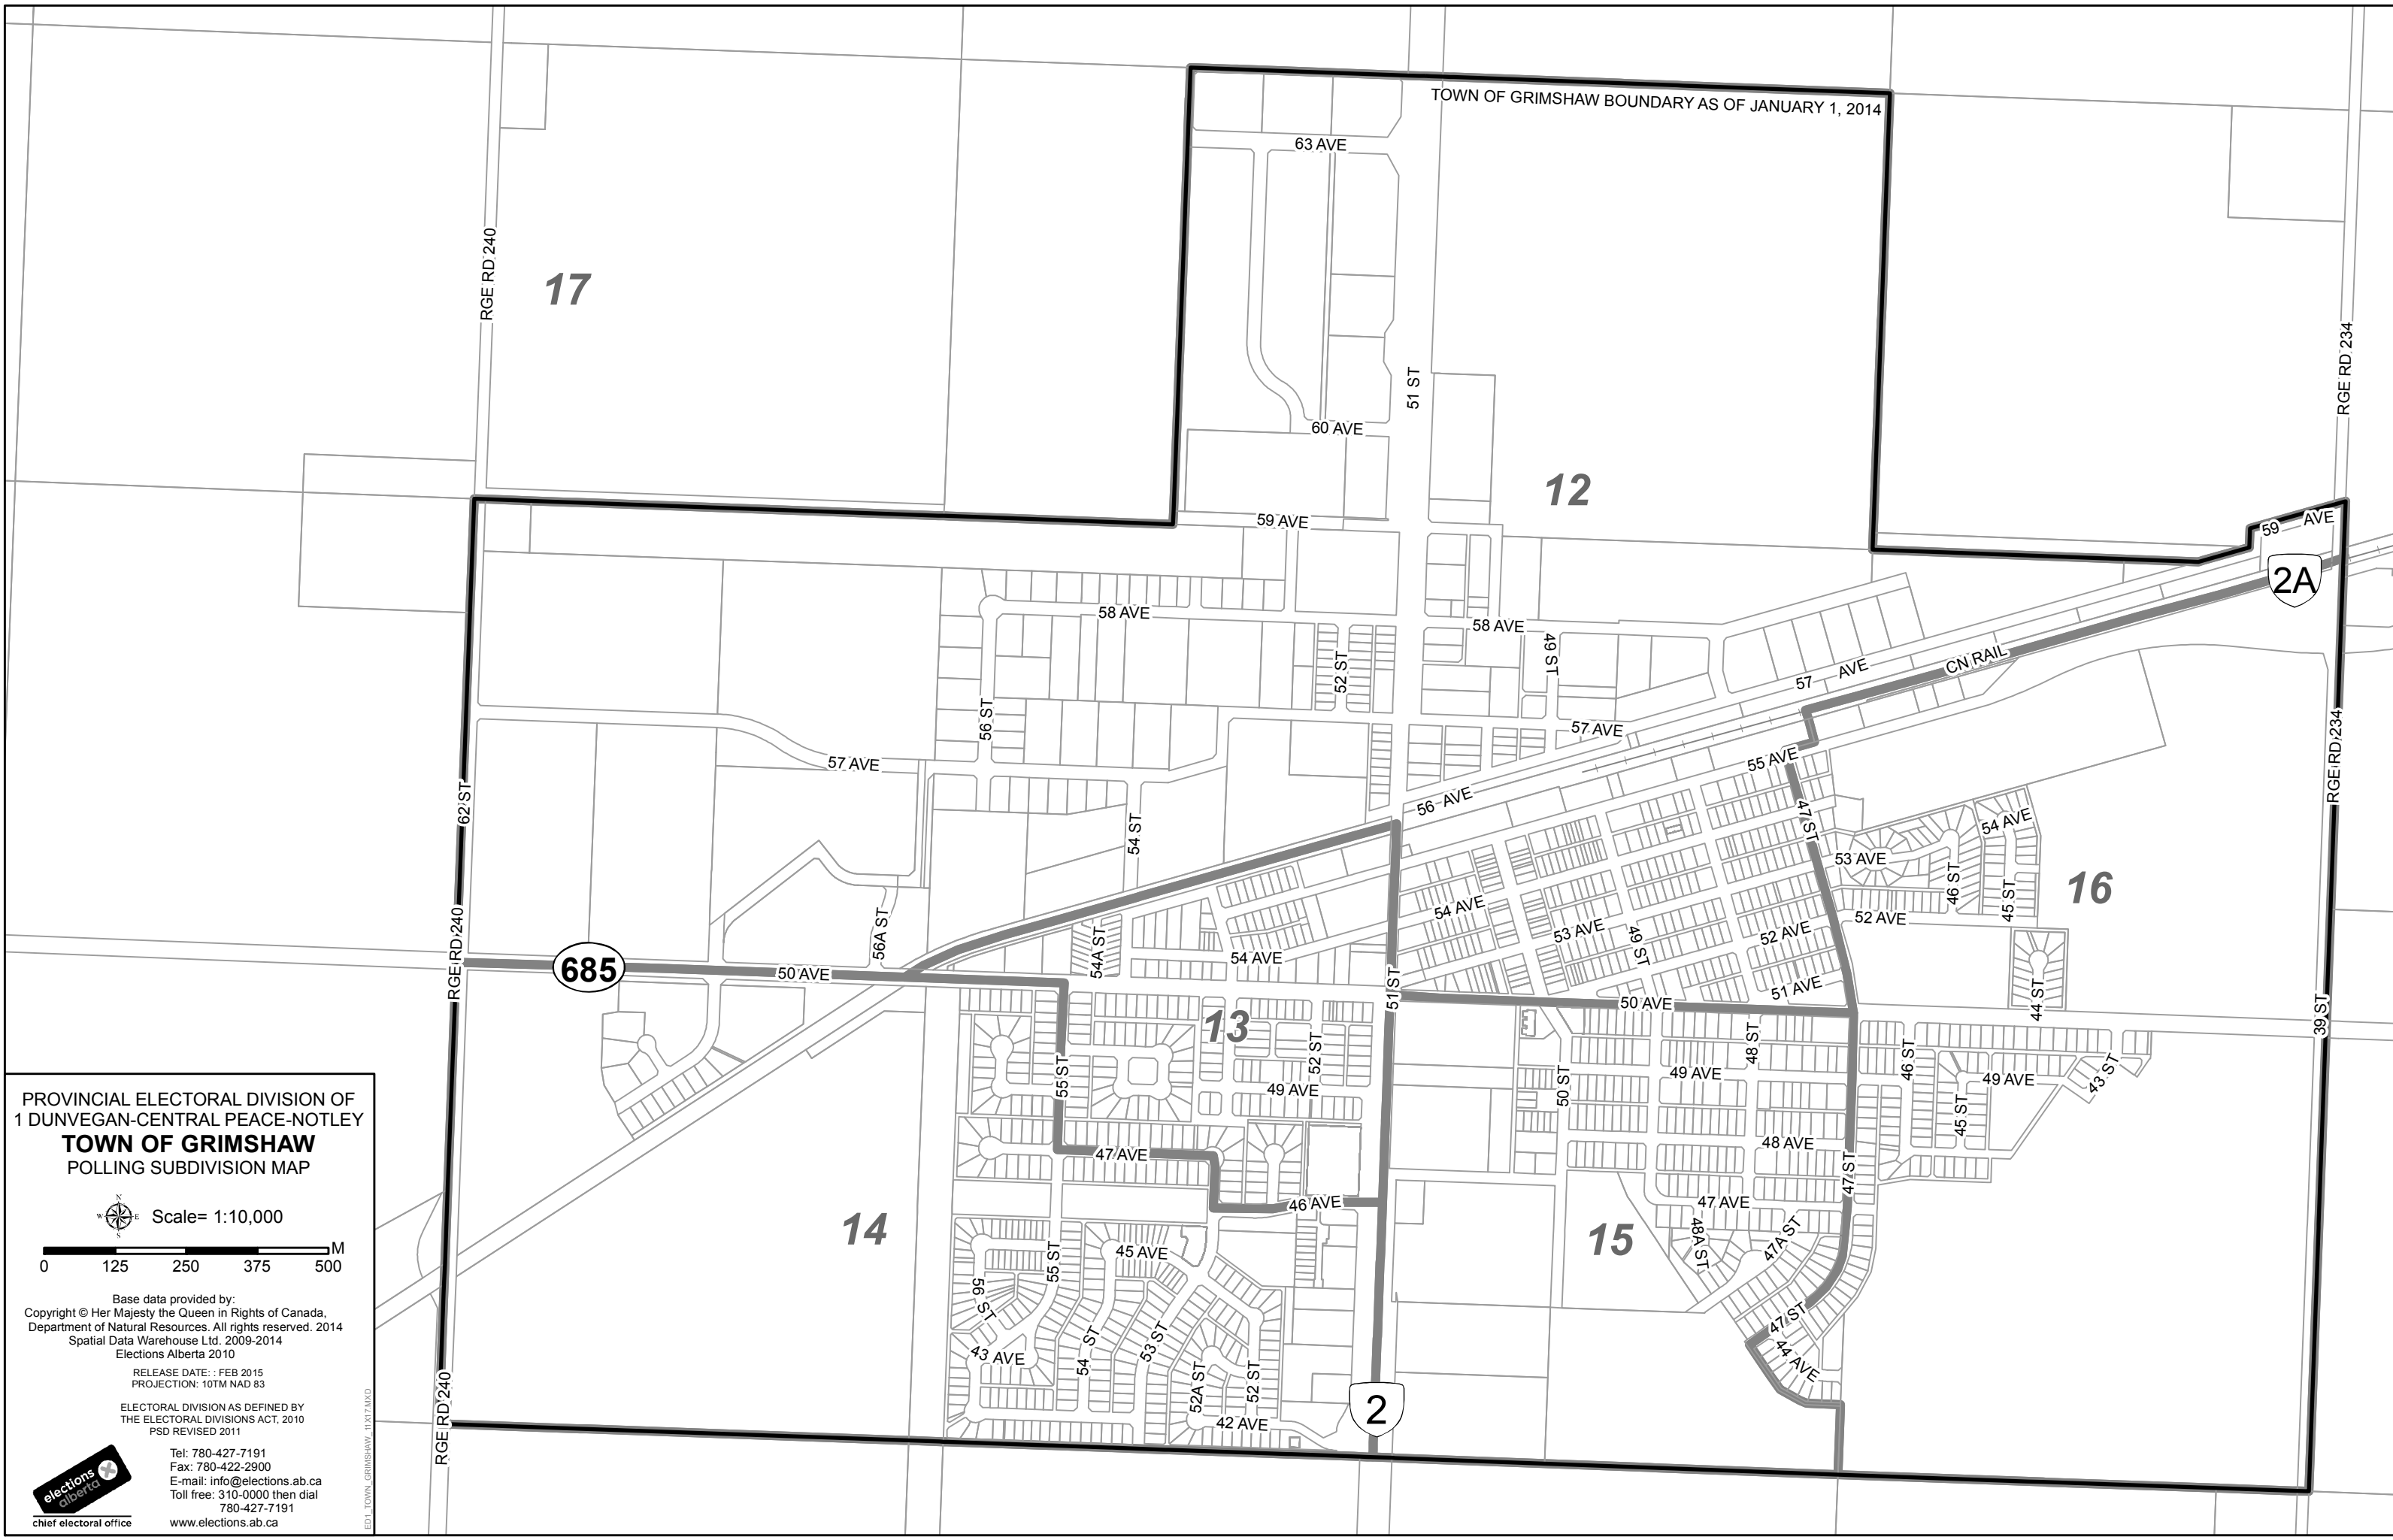 TOWN OF GRIMSHAW BOUNDARY AS OF JANUARY 1, 2014
63 AVE
RGE RD 240
17
RGE RD 234
51 ST
60 AVE
12
59 AVE
59 AVE
2A
58 AVE
58 AVE
49 ST
52 ST
CN RAIL
57 AVE
56 ST
57 AVE
RGE RD 234
57 AVE
55 AVE
62 ST
56 AVE
47 ST
54 ST
54 AVE
53 AVE
46 ST
16
45 ST
54 AVE
52 AVE
56A ST
53 AVE
52 AVE
49 ST
RGE RD 240
54A ST
54 AVE
685
50 AVE
51 ST
51 AVE
50 AVE
44 ST
39 ST
13
52 ST
48 ST
46 ST
55 ST
49 AVE
50 ST
49 AVE
49 AVE
43 ST
45 ST
47 AVE
48 AVE
47 ST
46 AVE
47 AVE
14
15
48A ST
47A ST
45 AVE
55 ST
56 ST
47 ST
54 ST
53 ST
43 AVE
44 AVE
52A ST
52 ST
2
42 AVE
RGE RD 240
PROVINCIAL ELECTORAL DIVISION OF
1 DUNVEGAN-CENTRAL PEACE-NOTLEY
TOWN OF GRIMSHAW
POLLING SUBDIVISION MAP
N
W E
S
Scale= 1:10,000
M
0 125 250 375 500
Base data provided by:
Copyright © Her Majesty the Queen in Rights of Canada,
Department of Natural Resources. All rights reserved. 2014
Spatial Data Warehouse Ltd. 2009-2014
Elections Alberta 2010
RELEASE DATE: : FEB 2015
PROJECTION: 10TM NAD 83
ELECTORAL DIVISION AS DEFINED BY
THE ELECTORAL DIVISIONS ACT, 2010
PSD REVISED 2011
elections
alberta
chief electoral office
Tel: 780-427-7191
Fax: 780-422-2900
E-mail: info@elections.ab.ca
Toll free: 310-0000 then dial
780-427-7191
www.elections.ab.ca
ED1_TOWN_GRIMSHAW_11X17.MXD